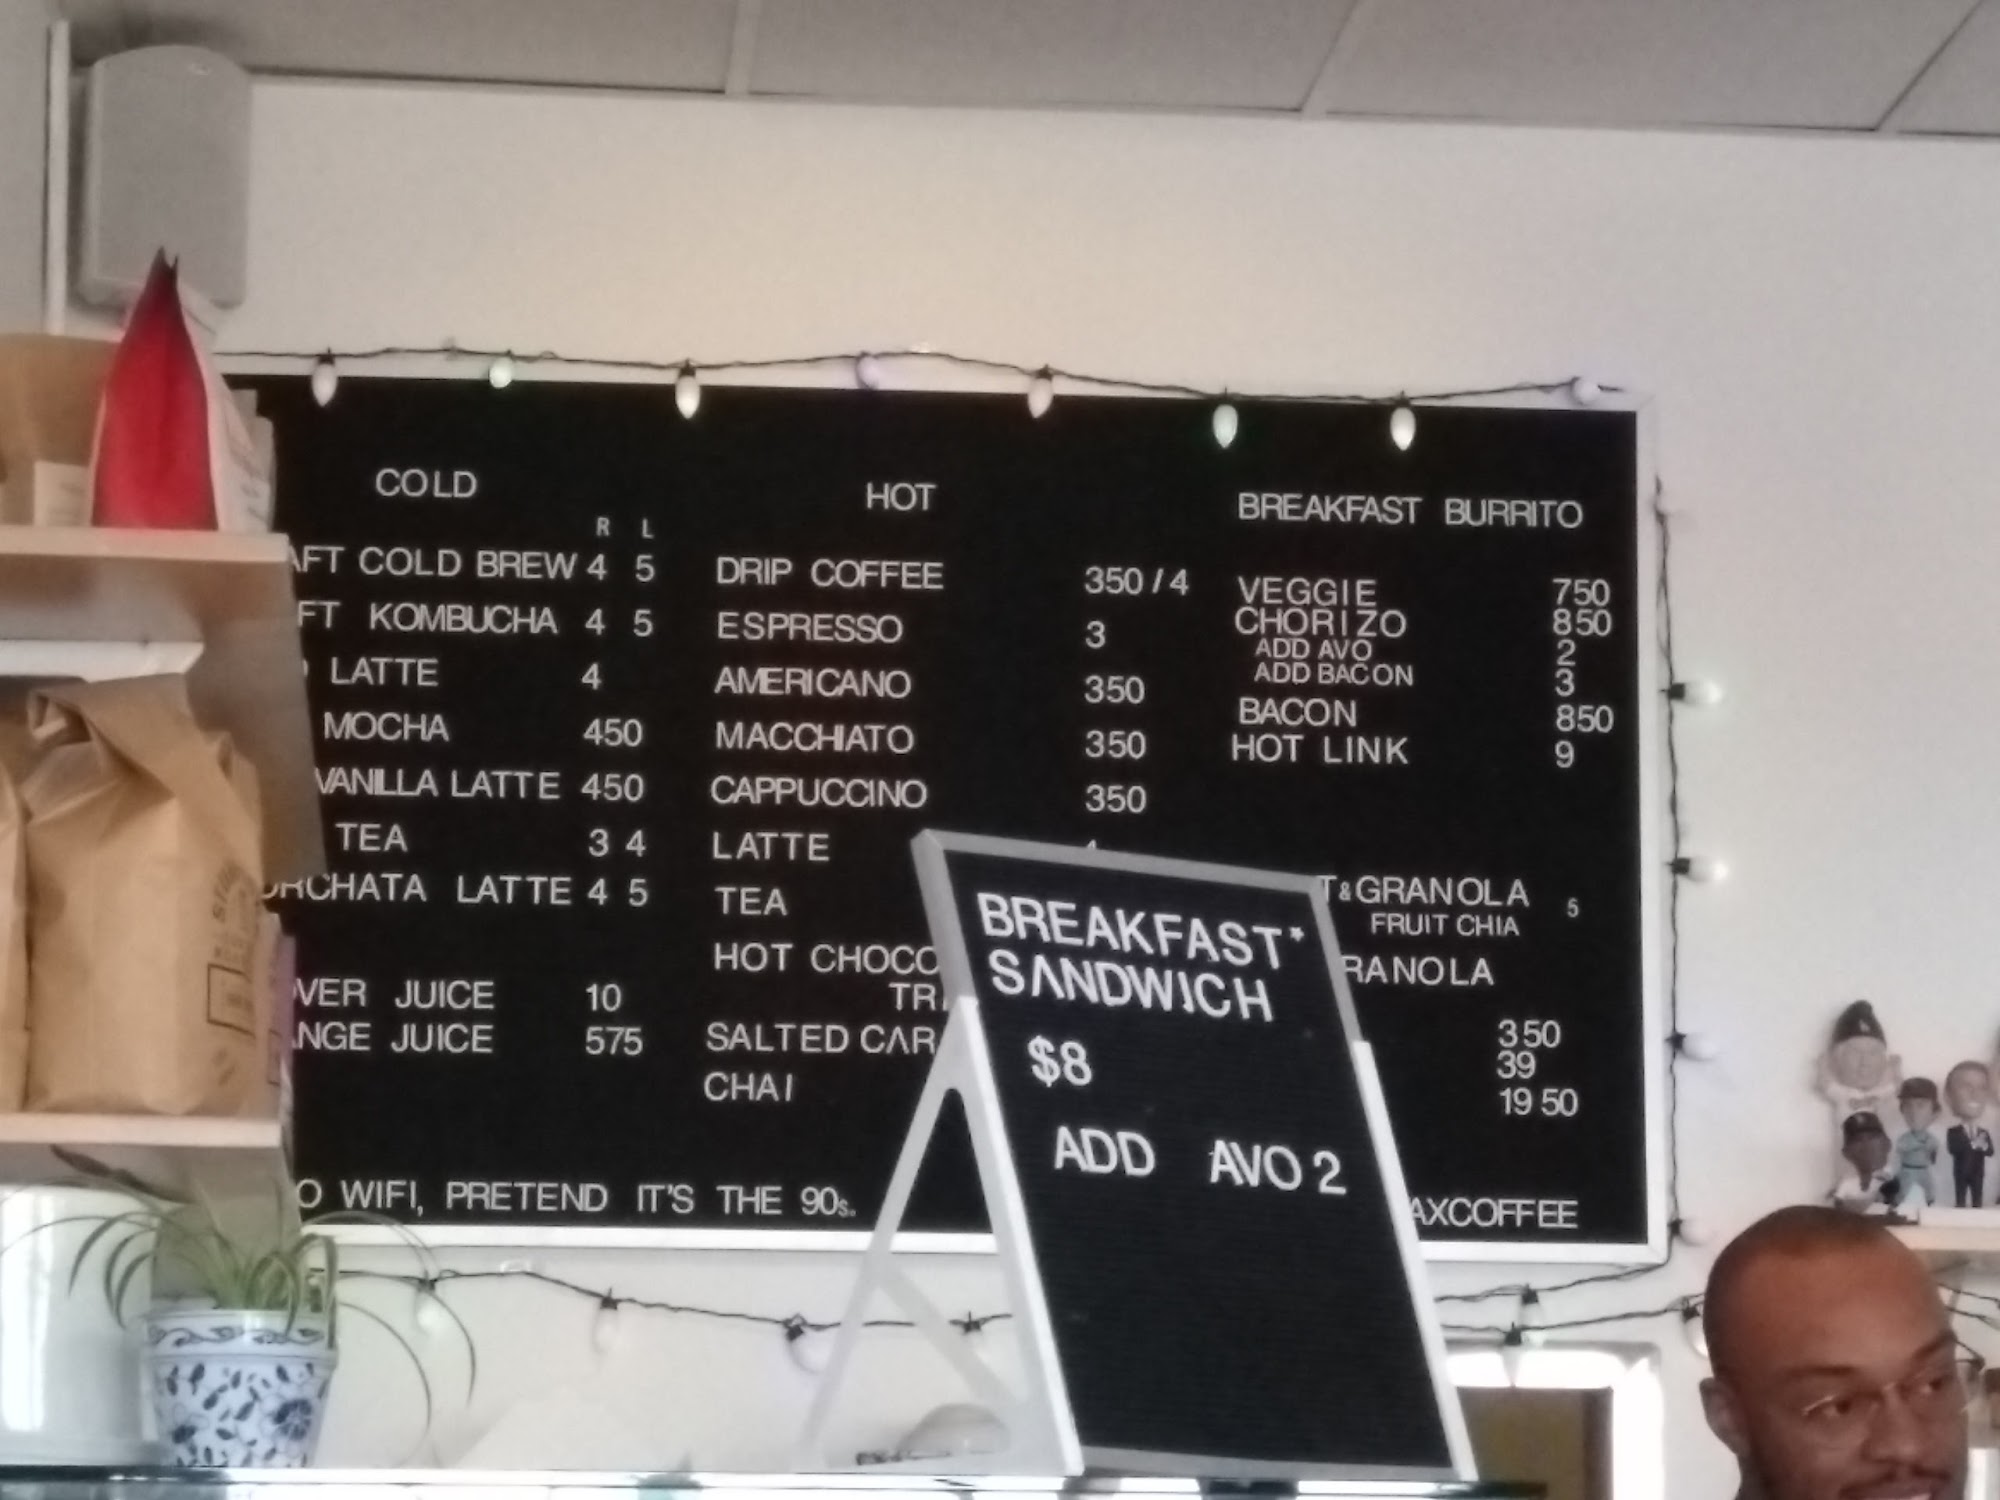 COLD
R L
AFT COLD BREW 4 5
FT KOMBUCHA 4 5
LATTE 4
MOCHA 450
VANILLA LATTE 450
TEA 3 4
ORCHATA LATTE 4 5
VER JUICE 10
ANGE JUICE 575
O WIFI, PRETEND IT'S THE 90s.
HOT
DRIP COFFEE 350 / 4
ESPRESSO 3
AMERICANO 350
MACCHIATO 350
CAPPUCCINO 350
LATTE
TEA
HOT CHOCO
TR
SALTED CAR
CHAI
BREAKFAST BURRITO
VEGGIE 750
CHORIZO 850
ADD AVO 2
ADD BACON 3
BACON 850
HOT LINK 9
T&GRANOLA 5
FRUIT CHIA
RANOLA
350
39
19 50
AXCOFFEE
BREAKFAST*
SANDWICH
$8
ADD AVO 2